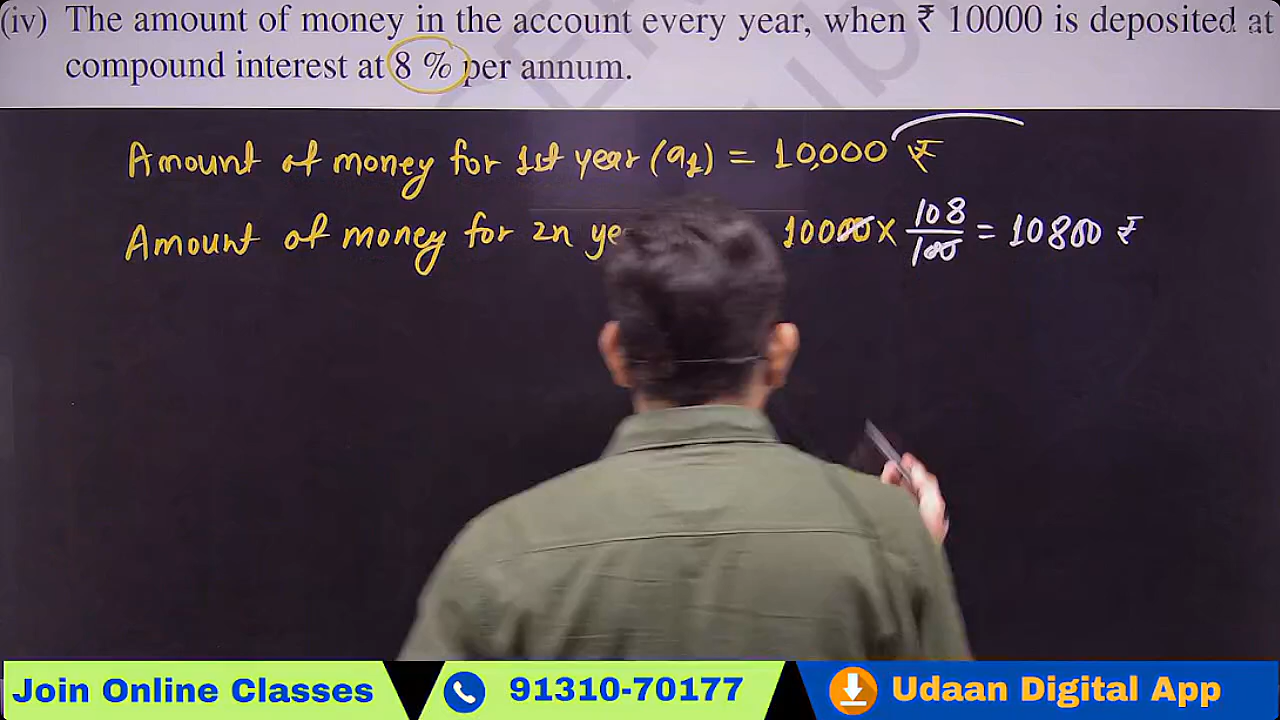 (iv) The amount of money in the account every year, when ₹ 10000 is deposited at
compound interest at 8 % per annum.
Amount of money for 1st year (a1) = 10,000 ₹
Amount of money for 2n 10000 × 108/100 = 10800 ₹
Join Online Classes
91310-70177
Udaan Digital App